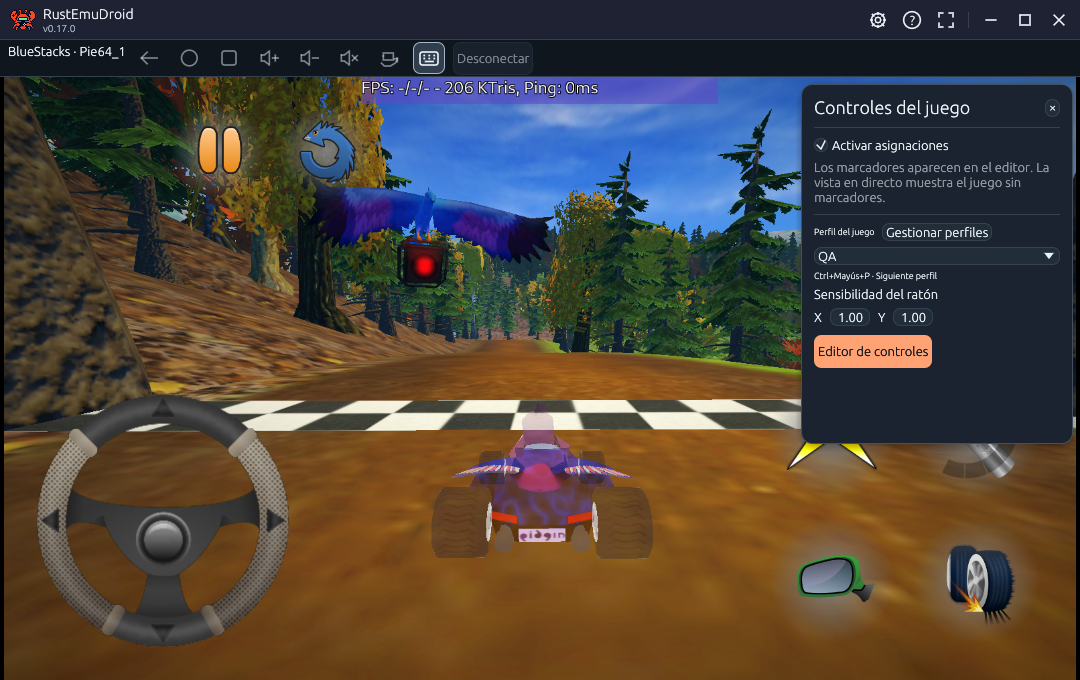 RustEmuDroid
v0.17.0
BlueStacks · Pie64_1
Desconectar
FPS: -/-/- - 206 KTris, Ping: 0ms
Controles del juego
Activar asignaciones
Los marcadores aparecen en el editor. La
vista en directo muestra el juego sin
marcadores.
Perfil del juego Gestionar perfiles
QA
Ctrl+Mayús+P · Siguiente perfil
Sensibilidad del ratón
X 1.00 Y 1.00
Editor de controles